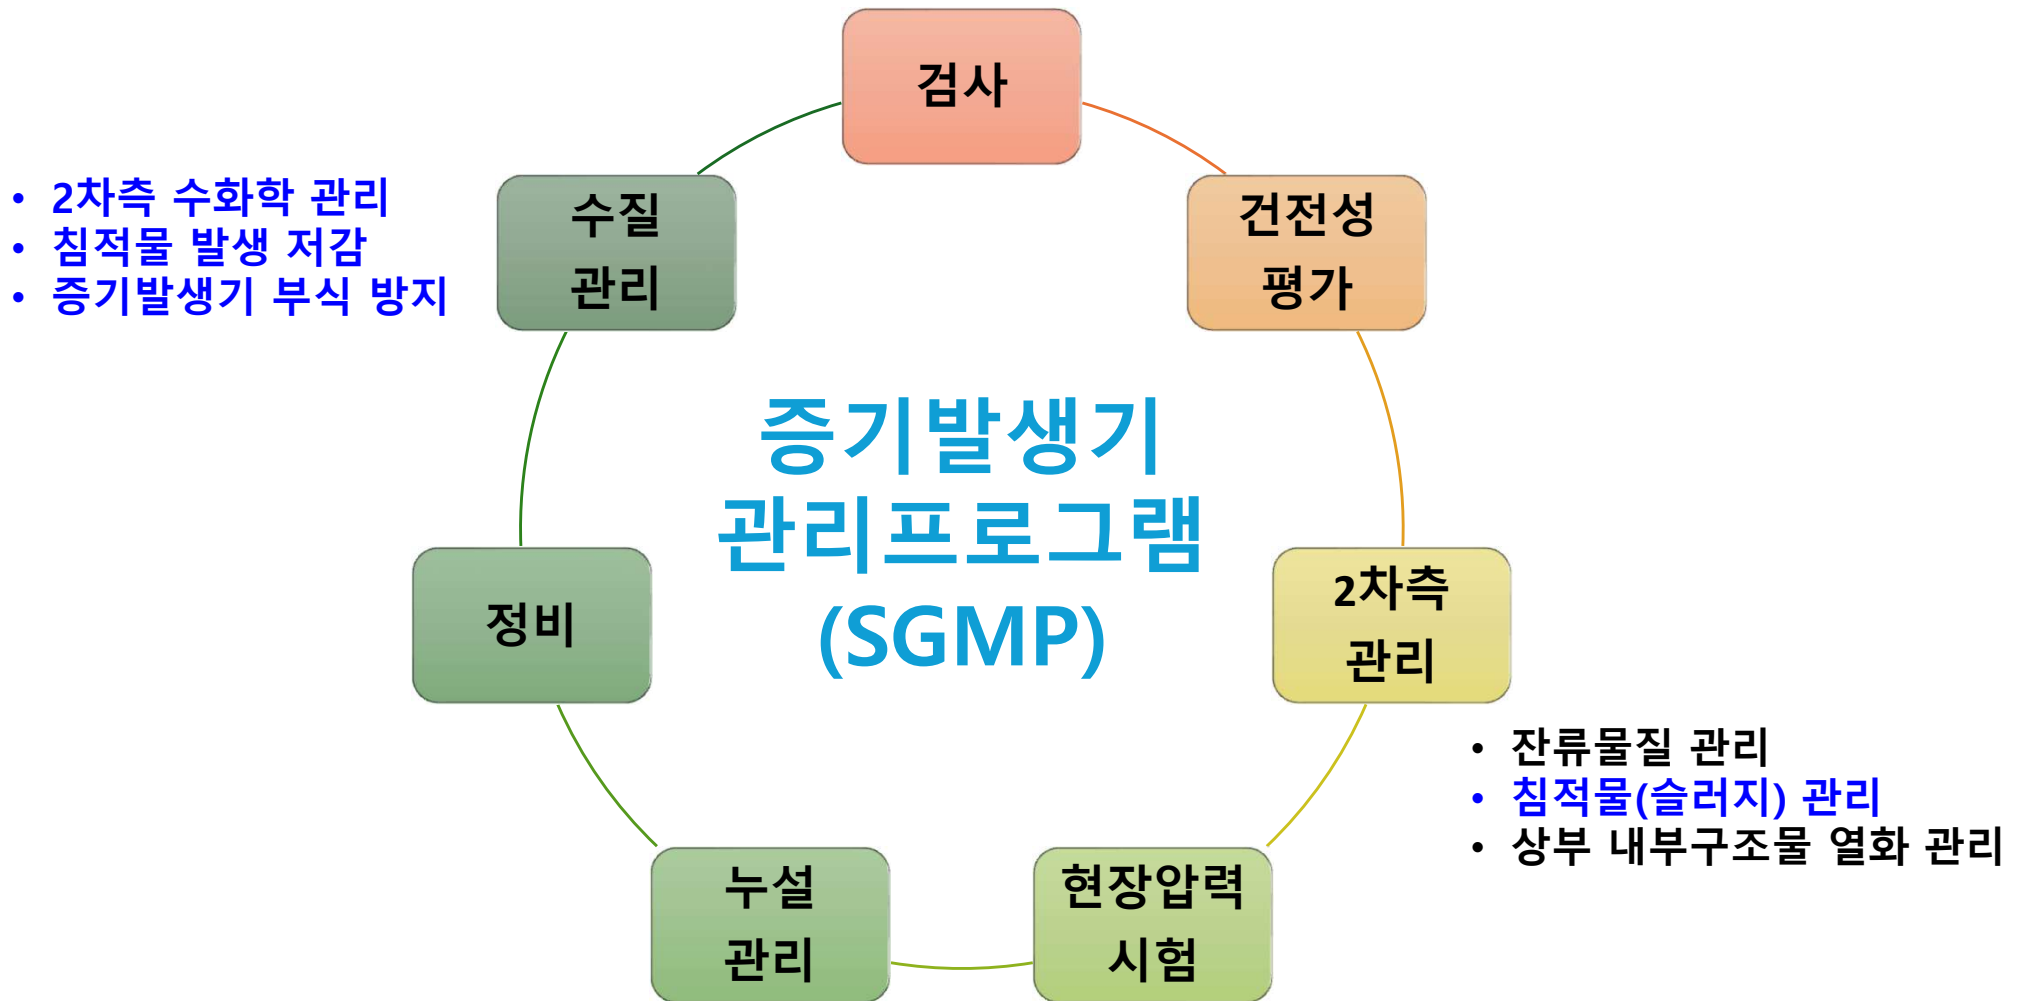 검사
건전성
평가
2차측
관리
• 잔류물질 관리
• 침적물(슬러지) 관리
• 상부 내부구조물 열화 관리
현장압력
시험
누설
관리
정비
수질
관리
• 2차측 수화학 관리
• 침적물 발생 저감
• 증기발생기 부식 방지
증기발생기
관리프로그램
(SGMP)